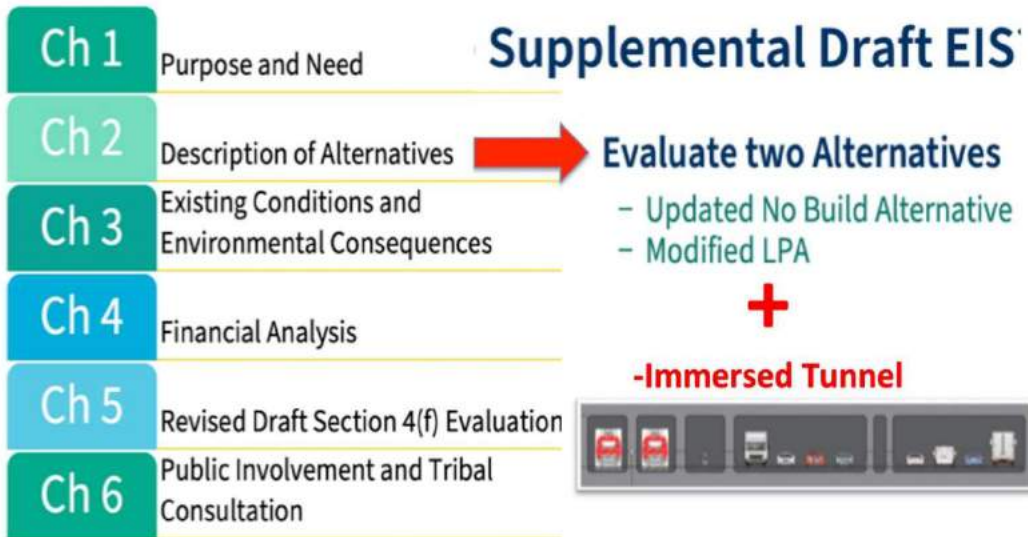 Supplemental Draft EIS
Ch 1
Purpose and Need
Ch 2
Description of Alternatives
Ch 3
Existing Conditions and
Environmental Consequences
Ch 4
Financial Analysis
Ch 5
Revised Draft Section 4(f) Evaluation
Ch 6
Public Involvement and Tribal
Consultation
Evaluate two Alternatives
– Updated No Build Alternative
– Modified LPA
+
-Immersed Tunnel